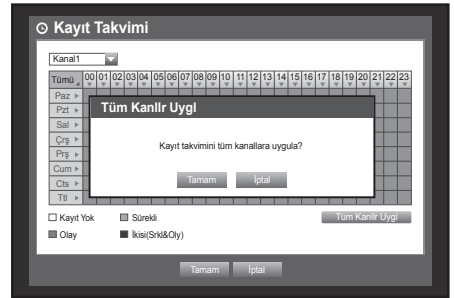 Kayıt Takvimi
Kanal1
Tümü 00 01 02 03 04 05 06 07 08 09 10 11 12 13 14 15 16 17 18 19 20 21 22 23
Paz
Pzt
Sal
Çrş
Prş
Cum
Cts
Ttl
Tüm Kanllr Uygl
Kayıt takvimini tüm kanallara uygula?
Tamam İptal
Kayıt Yok Sürekli Tüm Kanllr Uygl
Olay İkisi(Srkl&Oly)
Tamam İptal